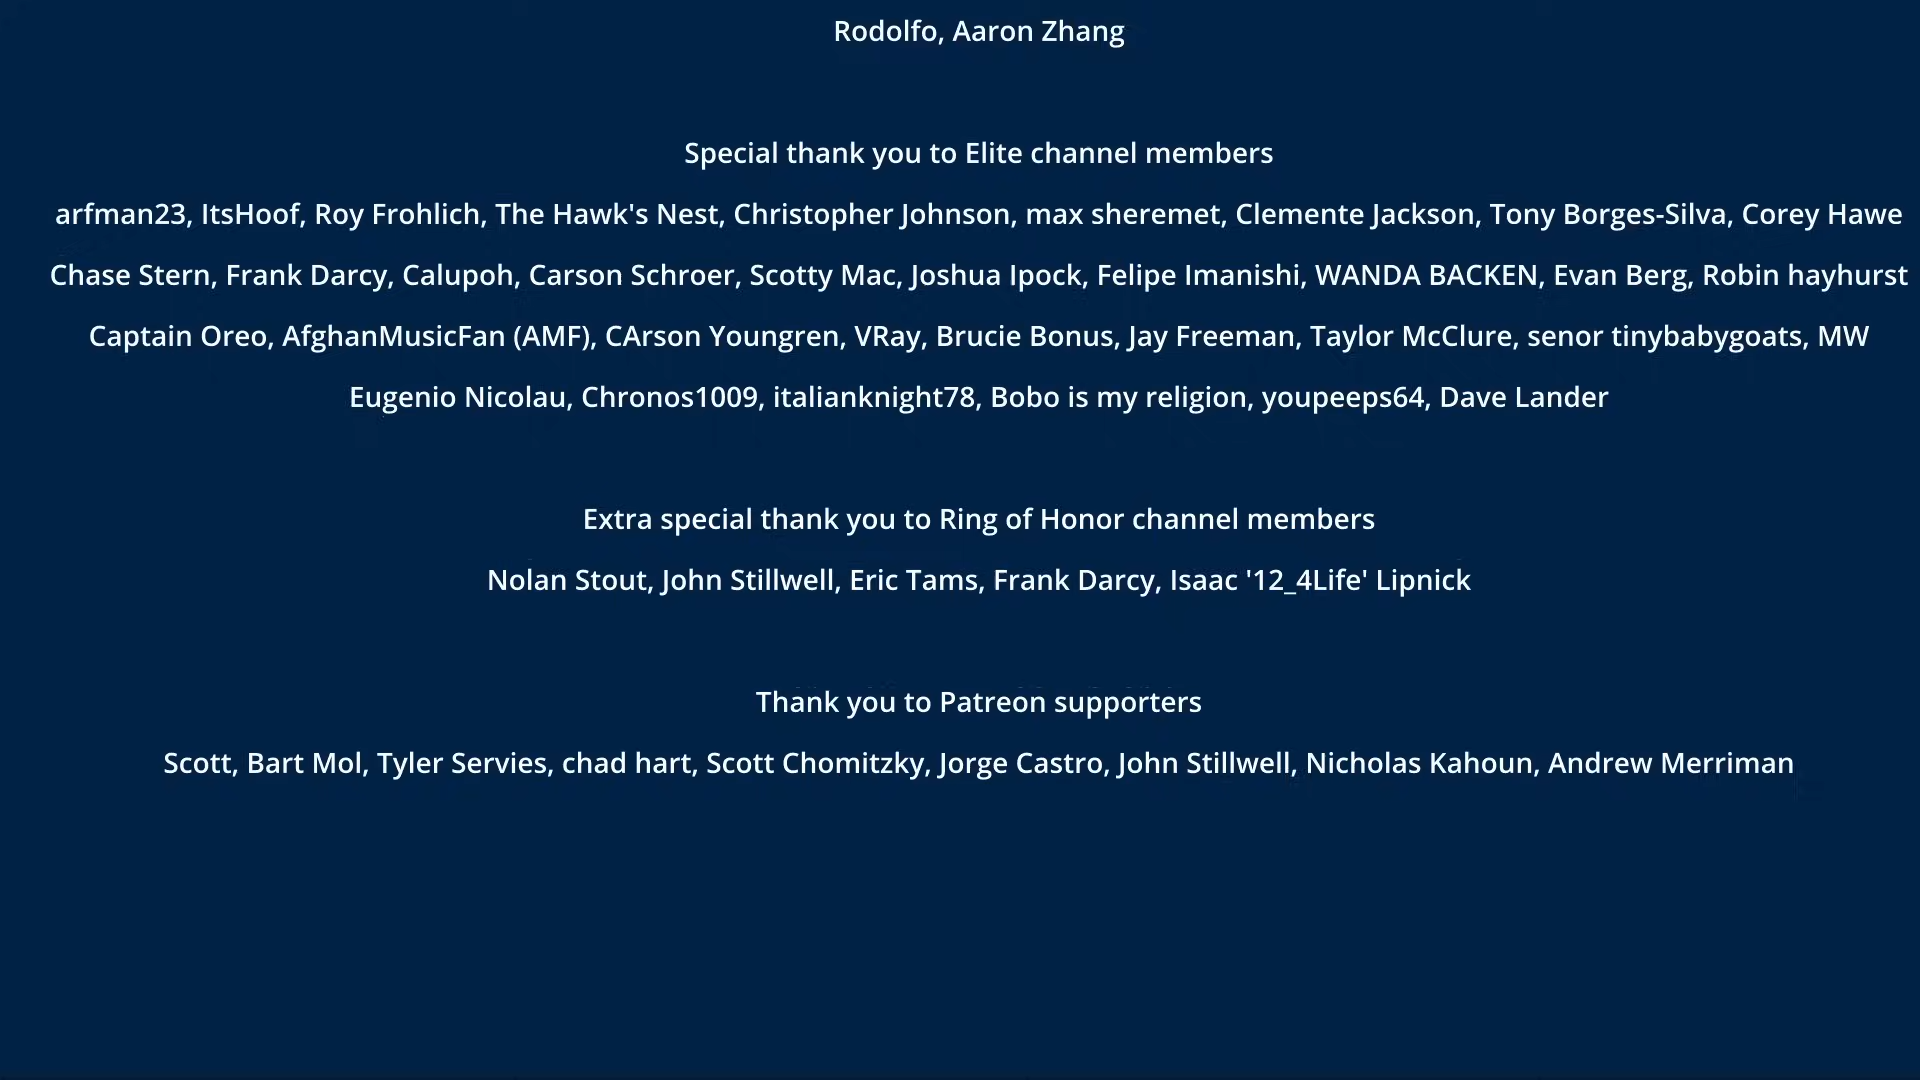 Rodolfo, Aaron Zhang
Special thank you to Elite channel members
arfman23, ItsHoof, Roy Frohlich, The Hawk's Nest, Christopher Johnson, max sheremet, Clemente Jackson, Tony Borges-Silva, Corey Hawe
Chase Stern, Frank Darcy, Calupoh, Carson Schroer, Scotty Mac, Joshua Ipock, Felipe Imanishi, WANDA BACKEN, Evan Berg, Robin hayhurst
Captain Oreo, AfghanMusicFan (AMF), CArson Youngren, VRay, Brucie Bonus, Jay Freeman, Taylor McClure, senor tinybabygoats, MW
Eugenio Nicolau, Chronos1009, italianknight78, Bobo is my religion, youpeeps64, Dave Lander
Extra special thank you to Ring of Honor channel members
Nolan Stout, John Stillwell, Eric Tams, Frank Darcy, Isaac '12_4Life' Lipnick
Thank you to Patreon supporters
Scott, Bart Mol, Tyler Servies, chad hart, Scott Chomitzky, Jorge Castro, John Stillwell, Nicholas Kahoun, Andrew Merriman